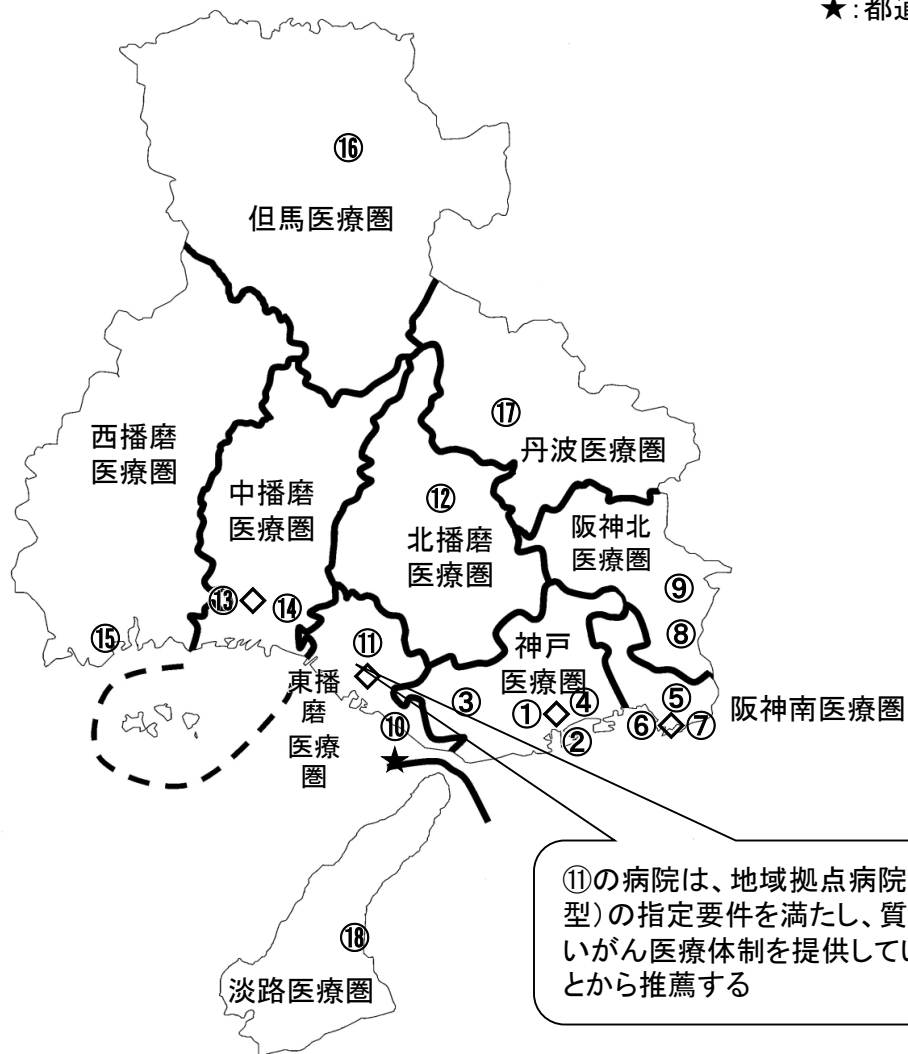 ★:都道
⑯
但馬医療圏
⑰
丹波医療圏
西播磨
医療圏
中播磨
医療圏
⑫
北播磨
医療圏
阪神北
医療圏
⑨
⑧
⑬
⑭
⑮
⑪
東播
磨
医療
圏
⑩
★
神戸
医療圏
③
①
④
②
⑤
⑥
⑦
阪神南医療圏
⑱
淡路医療圏
⑪の病院は、地域拠点病院
型)の指定要件を満たし、質
いがん医療体制を提供してい
とから推薦する